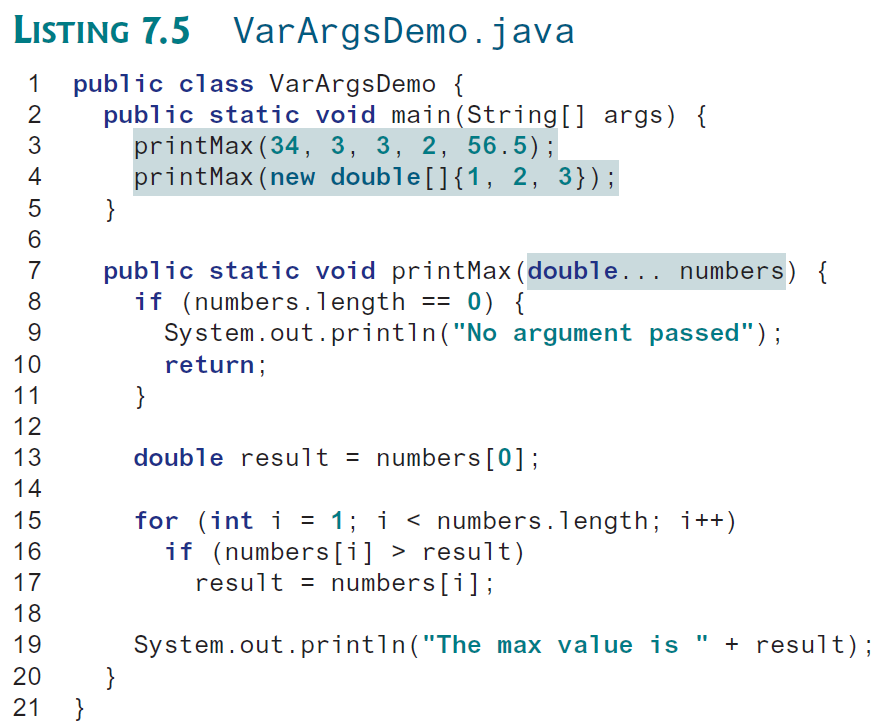 LISTING 7.5 VarArgsDemo.java
1 public class VarArgsDemo {
2   public static void main(String[] args) {
3     printMax(34, 3, 3, 2, 56.5);
4     printMax(new double[]{1, 2, 3});
5   }
6
7   public static void printMax(double... numbers) {
8     if (numbers.length == 0) {
9       System.out.println("No argument passed");
10       return;
11     }
12
13     double result = numbers[0];
14
15     for (int i = 1; i < numbers.length; i++)
16       if (numbers[i] > result)
17         result = numbers[i];
18
19     System.out.println("The max value is " + result);
20   }
21 }